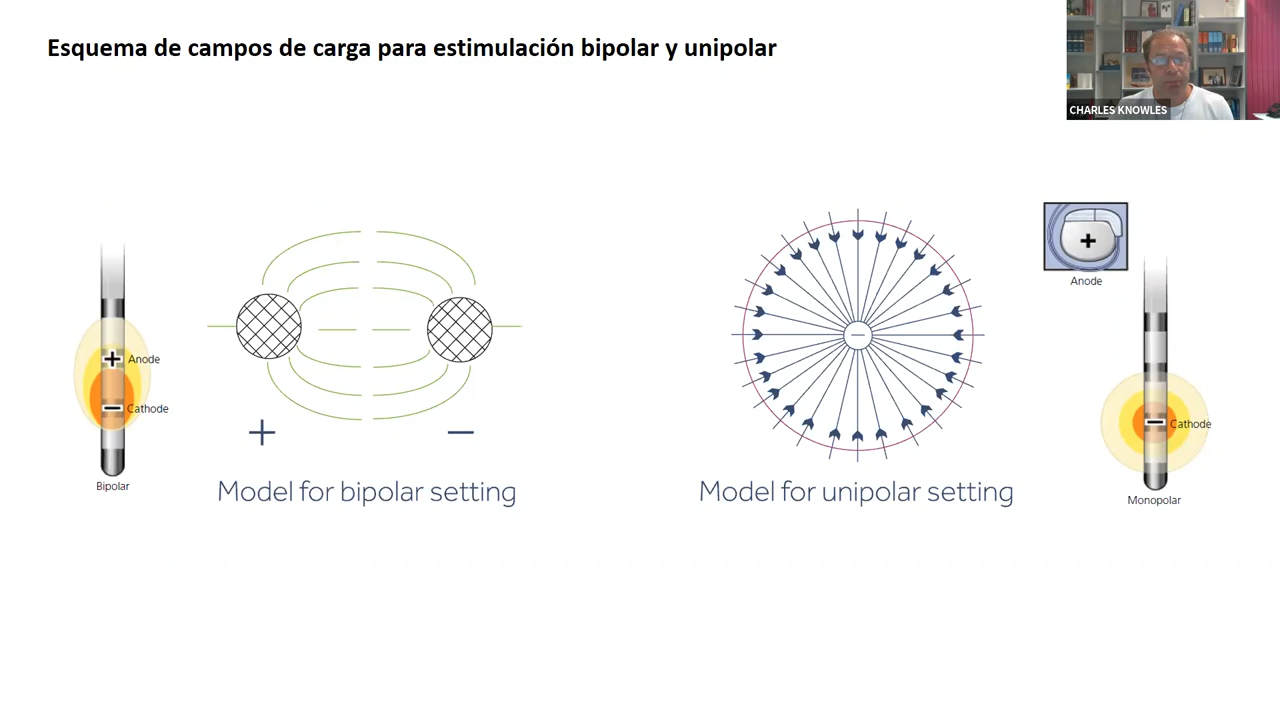 Esquema de campos de carga para estimulación bipolar y unipolar
CHARLES KNOWLES
+ Anode
− Cathode
Bipolar
+ −
Model for bipolar setting
−
Model for unipolar setting
+
Anode
− Cathode
Monopolar